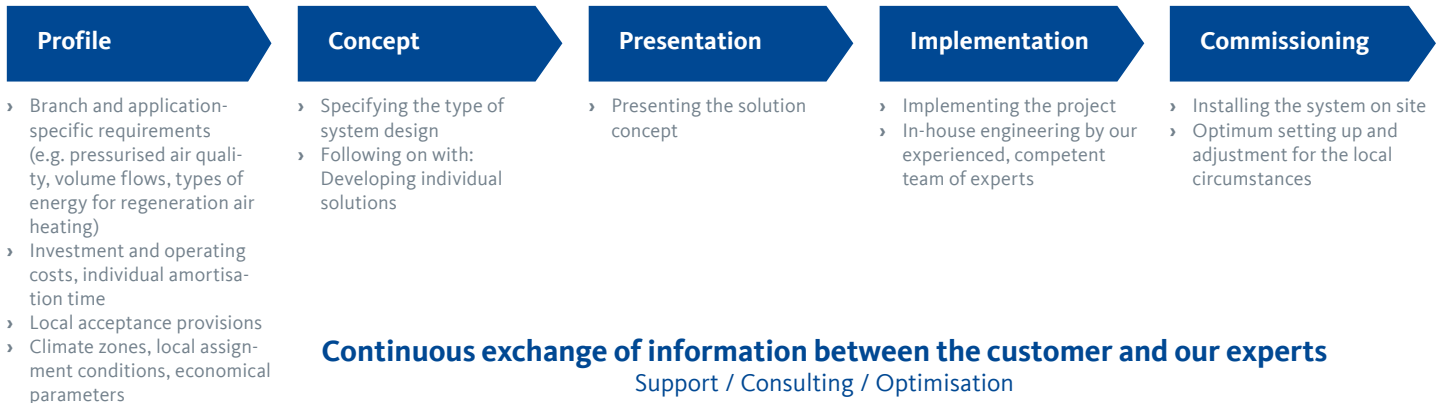 Profile
› Branch and application-
specific requirements
(e.g. pressurised air quali-
ty, volume flows, types of
energy for regeneration air
heating)
› Investment and operating
costs, individual amortisa-
tion time
› Local acceptance provisions
› Climate zones, local assign-
ment conditions, economical
parameters
Concept
› Specifying the type of
system design
› Following on with:
Developing individual
solutions
Presentation
› Presenting the solution
concept
Implementation
› Implementing the project
› In-house engineering by our
experienced, competent
team of experts
Commissioning
› Installing the system on site
› Optimum setting up and
adjustment for the local
circumstances
Continuous exchange of information between the customer and our experts
Support / Consulting / Optimisation